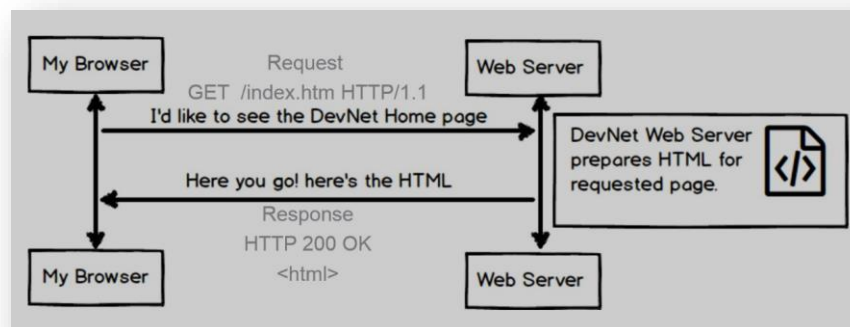 My Browser
Request
Web Server
GET /index.htm HTTP/1.1
I'd like to see the DevNet Home page
DevNet Web Server
prepares HTML for
requested page.
</>
Here you go! here's the HTML
Response
HTTP 200 OK
<html>
My Browser
Web Server